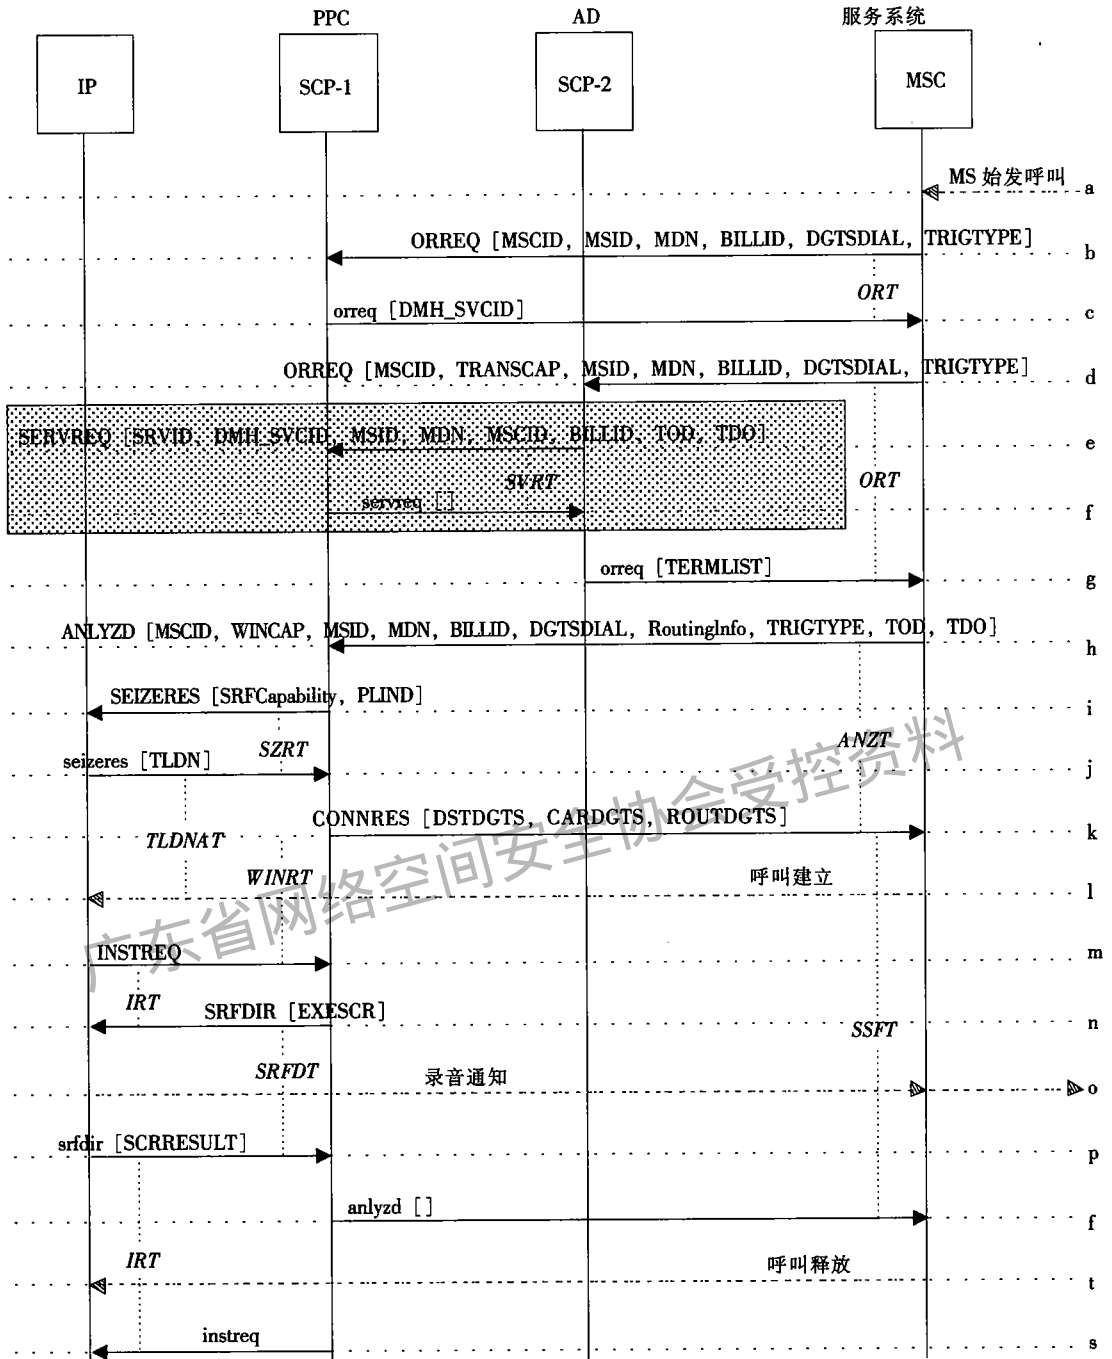 PPC
AD
服务系统
IP
SCP-1
SCP-2
MSC
MS 始发呼叫
a
ORREQ [MSCID, MSID, MDN, BILLID, DGTSDIAL, TRIGTYPE]
b
ORT
orreq [DMH_SVCID]
c
ORREQ [MSCID, TRANSCAP, MSID, MDN, BILLID, DGTSDIAL, TRIGTYPE]
d
SERVREQ [SRVID, DMH_SVCID, MSID, MDN, MSCID, BILLID, TOD, TDO]
e
SVRT
ORT
servreq []
f
orreq [TERMLIST]
g
ANLYZD [MSCID, WINCAP, MSID, MDN, BILLID, DGTSDIAL, RoutingInfo, TRIGTYPE, TOD, TDO]
h
SEIZERES [SRFCapability, PLIND]
i
SZRT
ANZT
seizeres [TLDN]
j
CONNRES [DSTDGTS, CARDGTS, ROUTDGTS]
k
TLDNAT
WINRT
呼叫建立
l
INSTREQ
m
IRT
SRFDIR [EXESCR]
n
SSFT
SRFDT
录音通知
o
srfdir [SCRRESULT]
p
anlyzd []
f
IRT
呼叫释放
t
instreq
s
广东省网络空间安全协会受控资料